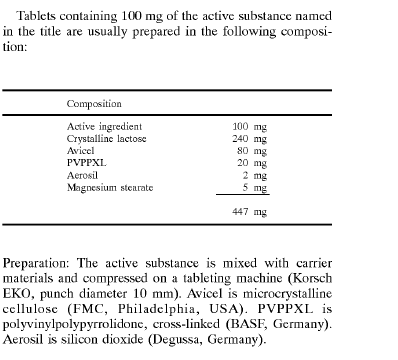 Tablets containing 100 mg of the active substance named
in the title are usually prepared in the following composi-
tion:
Composition
Active ingredient 100 mg
Crystalline lactose 240 mg
Avicel 80 mg
PVPPXL 20 mg
Aerosil 2 mg
Magnesium stearate 5 mg
447 mg
Preparation: The active substance is mixed with carrier
materials and compressed on a tableting machine (Korsch
EKO, punch diameter 10 mm). Avicel is microcrystalline
cellulose (FMC, Philadelphia, USA). PVPPXL is
polyvinylpolypyrrolidone, cross-linked (BASF, Germany).
Aerosil is silicon dioxide (Degussa, Germany).